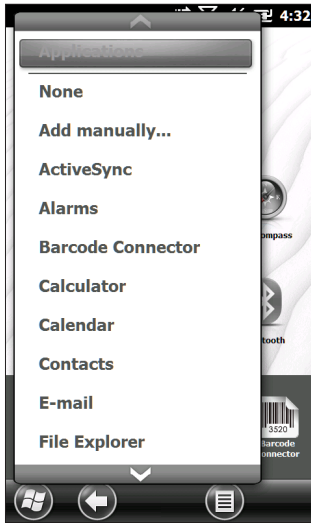 4:32
Applications
None
Add manually...
ActiveSync
Alarms
Barcode Connector
Calculator
Calendar
Contacts
E-mail
File Explorer
ompass
tooth
3520
Barcode
onnector